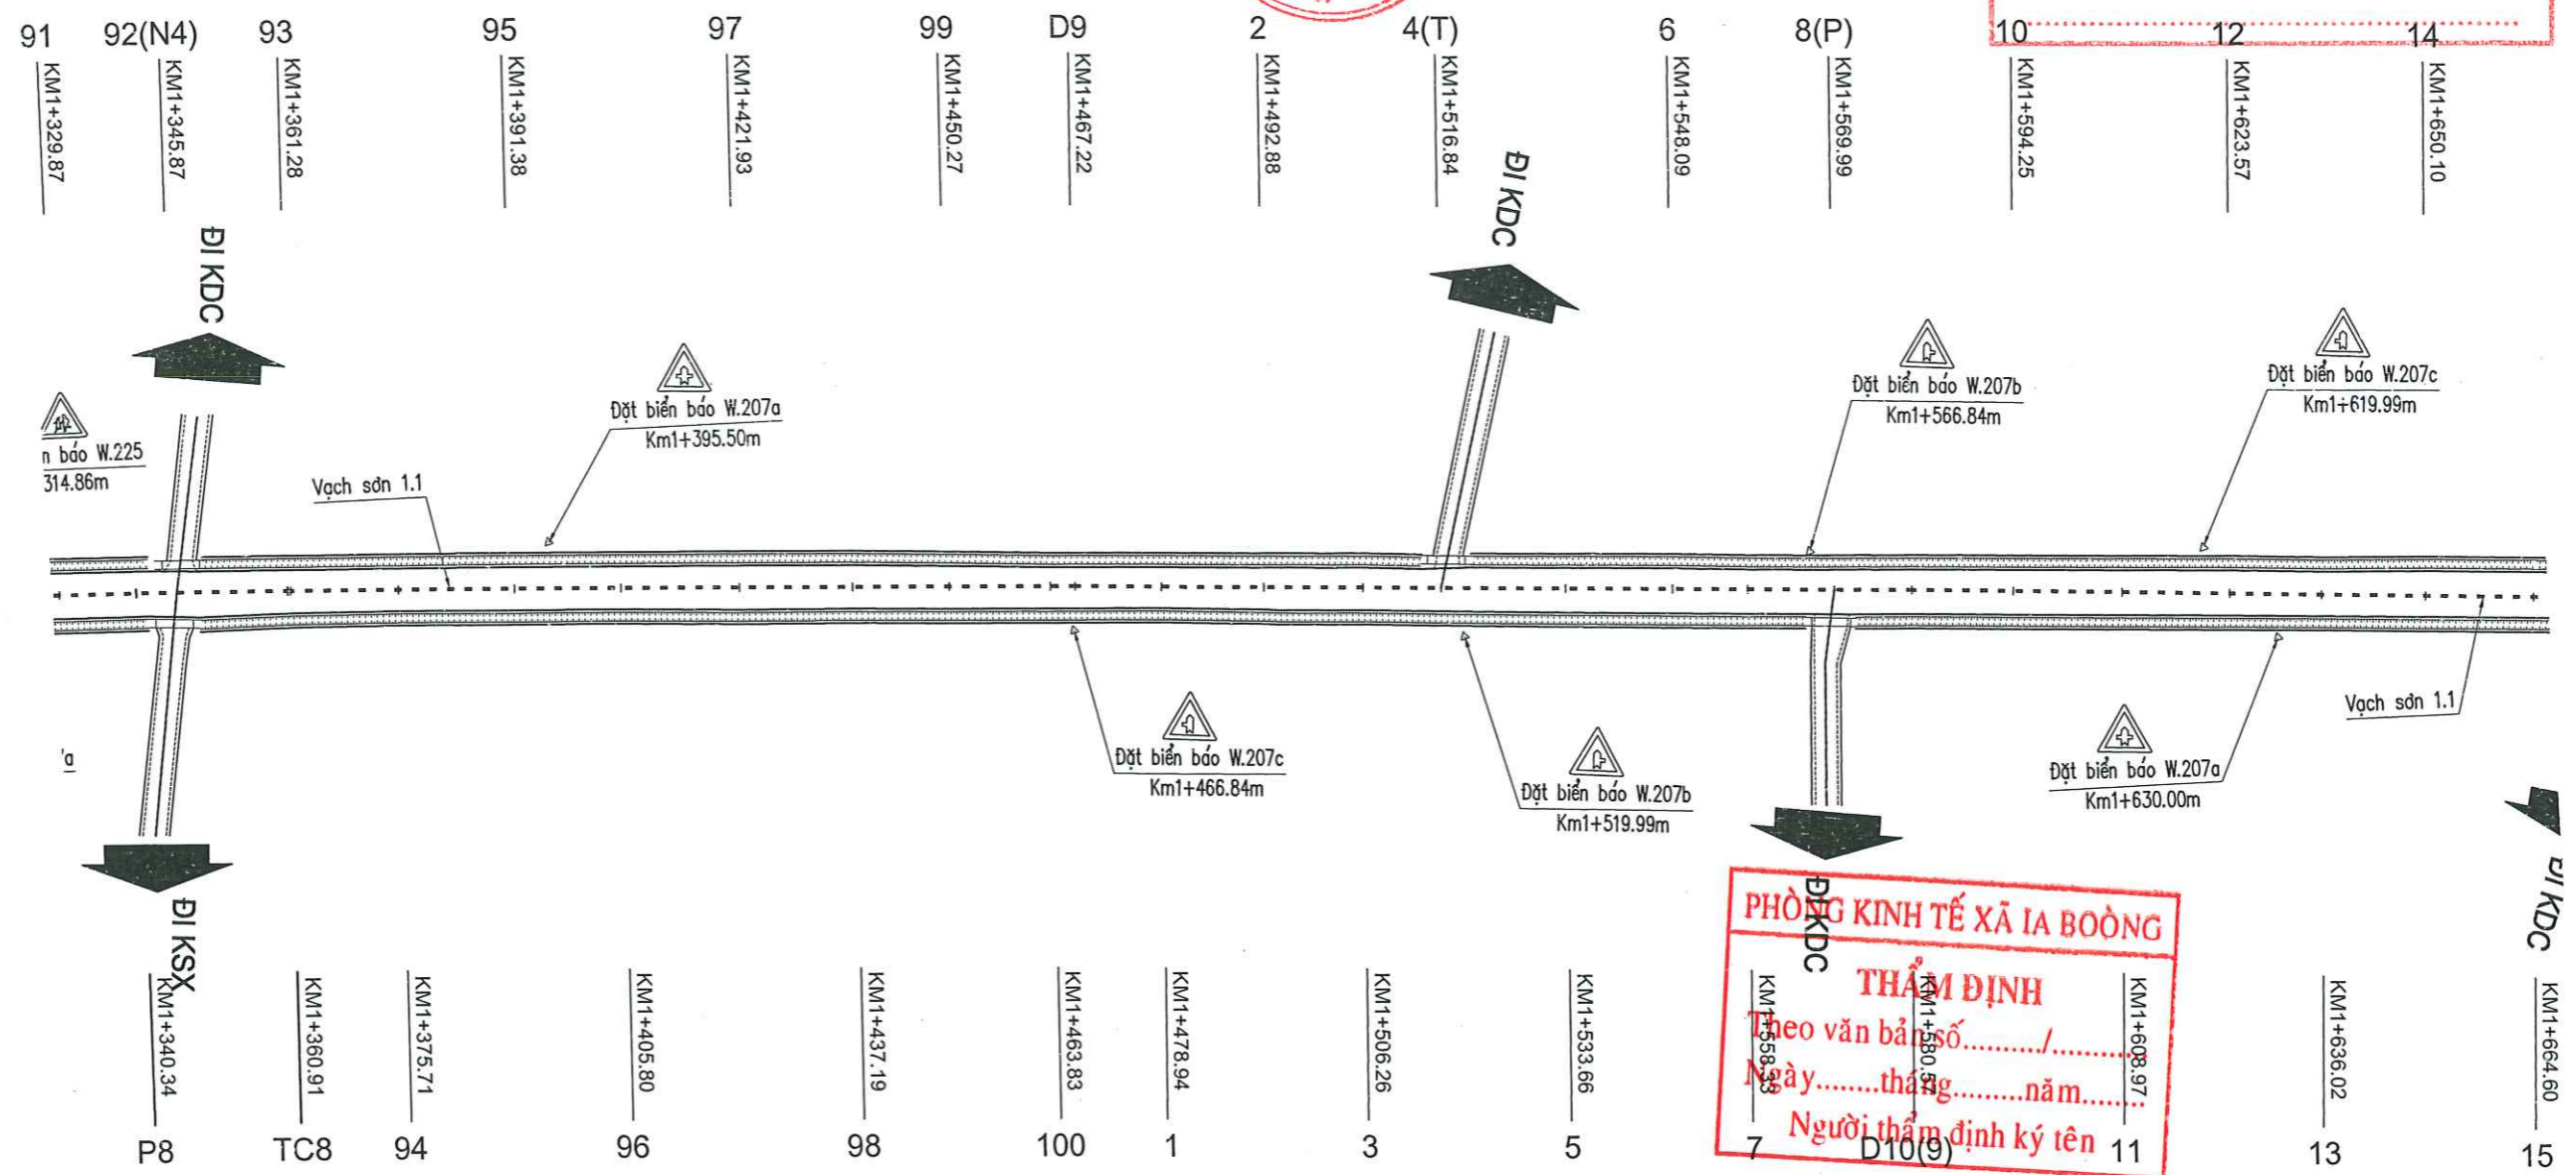 91
92(N4)
93
95
97
99
D9
2
4(T)
6
8(P)
10
12
14
KM1+329.87
KM1+345.87
KM1+361.28
KM1+391.38
KM1+421.93
KM1+450.27
KM1+467.22
KM1+492.88
KM1+516.84
KM1+548.09
KM1+569.99
KM1+594.25
KM1+623.57
KM1+650.10
ĐI KDC
ĐI KDC
n báo W.225
314.86m
Đặt biển báo W.207a
Km1+395.50m
Đặt biển báo W.207b
Km1+566.84m
Đặt biển báo W.207c
Km1+619.99m
Vạch sơn 1.1
'a
Đặt biển báo W.207c
Km1+466.84m
Đặt biển báo W.207b
Km1+519.99m
Đặt biển báo W.207a
Km1+630.00m
Vạch sơn 1.1
ĐI KSX
ĐI KDC
ĐI KDC
PHÒNG KINH TẾ XÃ IA BOÒNG
THẨM ĐỊNH
Theo văn bản số........../...........
Ngày........tháng.........năm........
Người thẩm định ký tên
KM1+340.34
KM1+360.91
KM1+375.71
KM1+405.80
KM1+437.19
KM1+463.83
KM1+478.94
KM1+506.26
KM1+533.66
KM1+558.33
KM1+580.57
KM1+608.97
KM1+636.02
KM1+664.60
P8
TC8
94
96
98
100
1
3
5
7
D10(9)
11
13
15